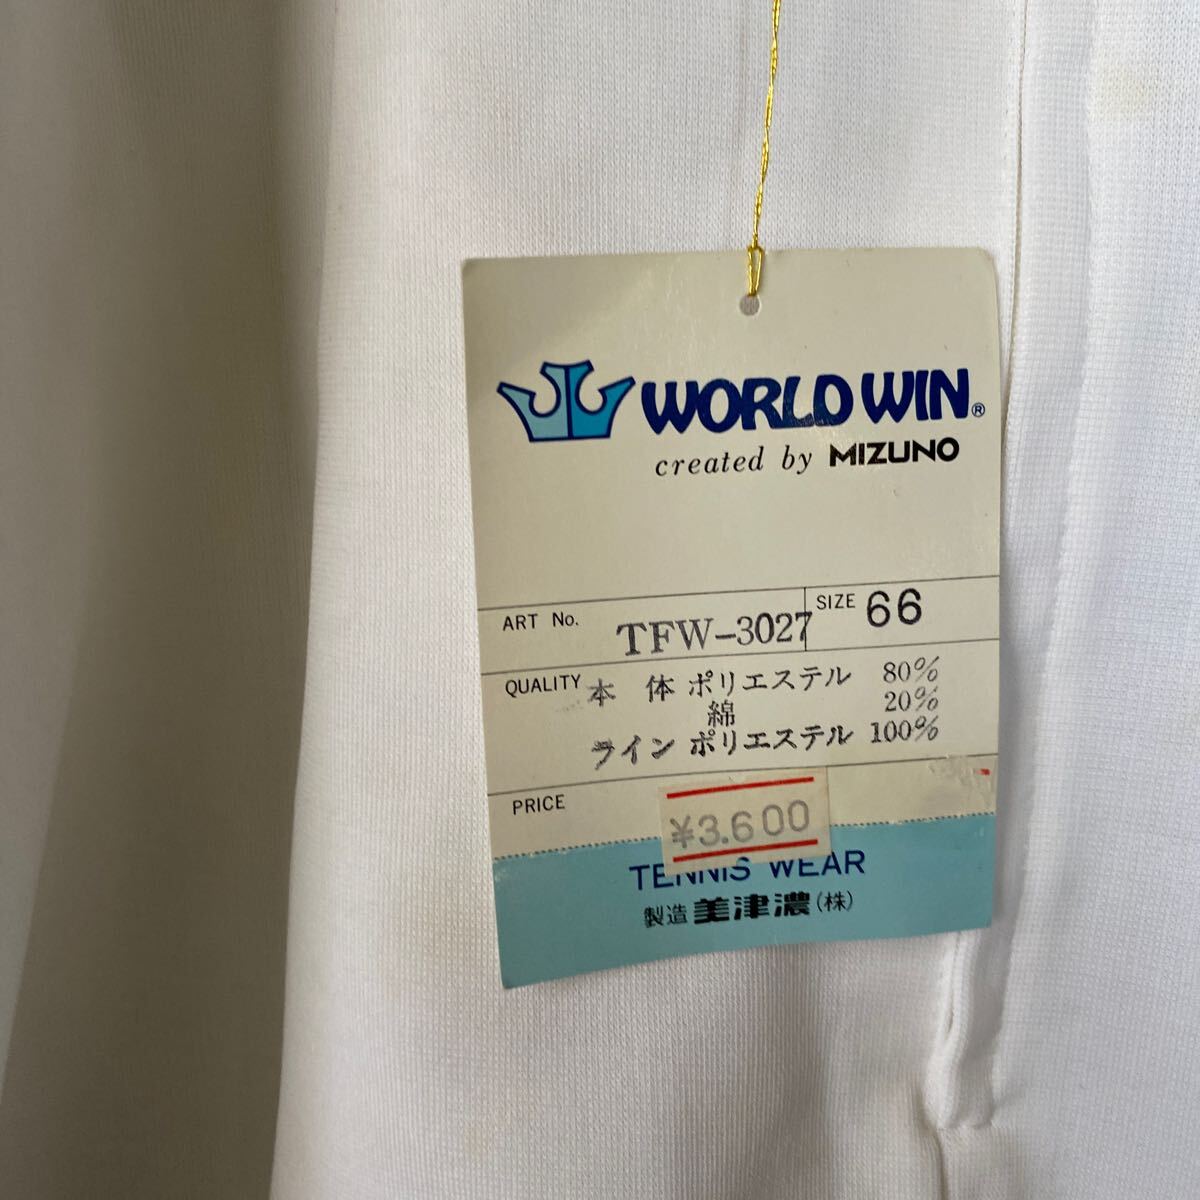 WORLD WIN®
created by MIZUNO
ART No. TFW-3027 SIZE 66
QUALITY 本体 ポリエステル 80%
綿 20%
ライン ポリエステル 100%
PRICE ¥3.600
TENNIS WEAR
製造 美津濃(株)